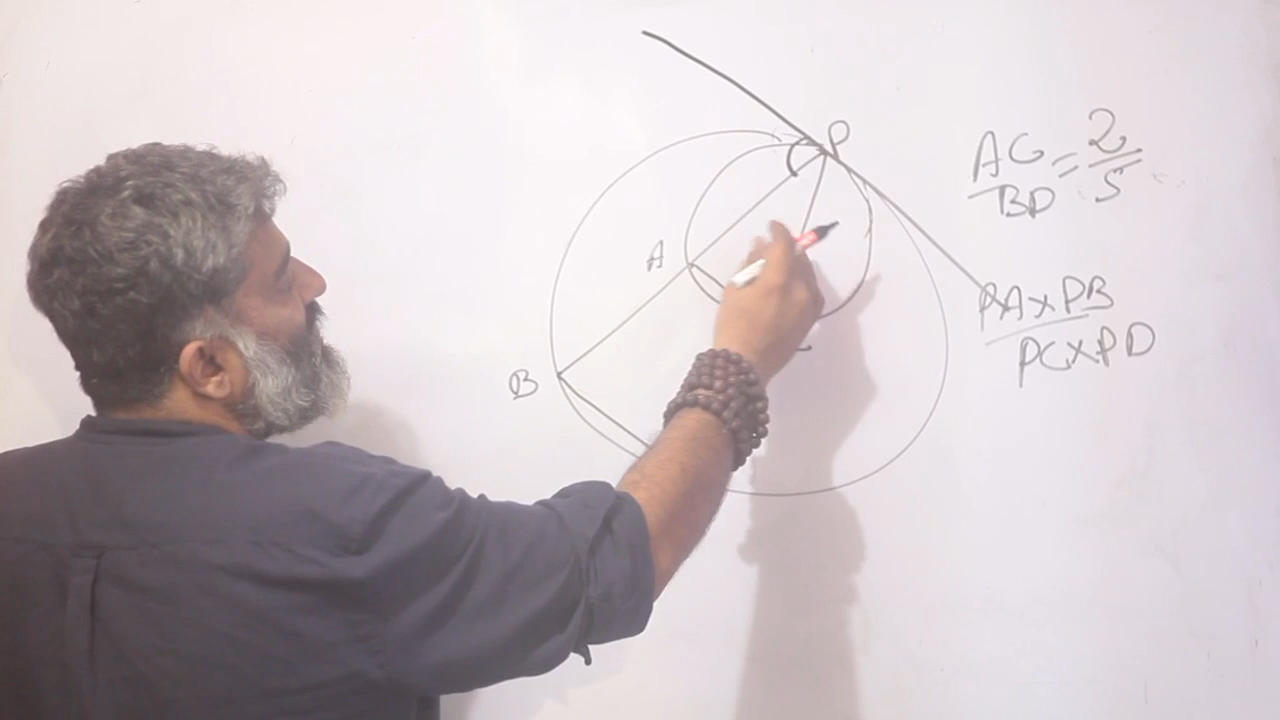 P
A
B
AC/BD = 2/5
PA×PB
PC×PD